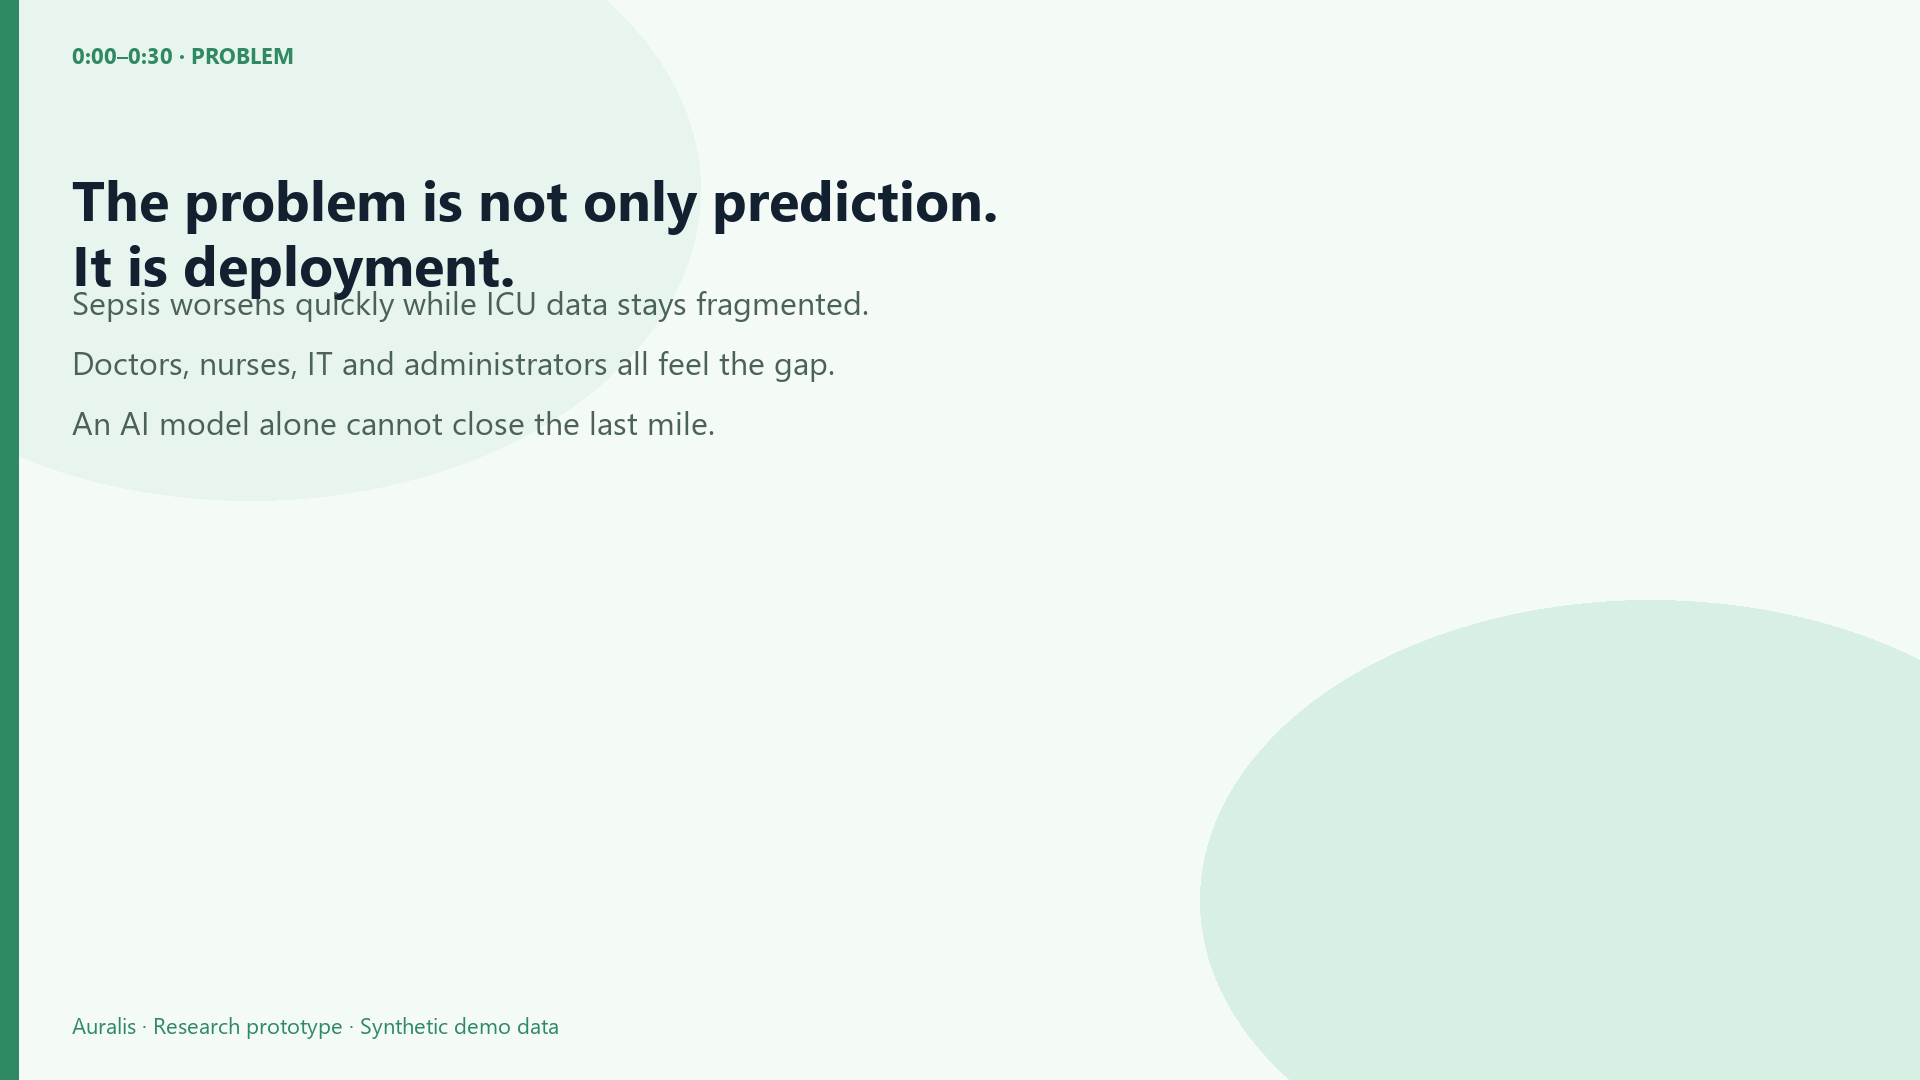 0:00–0:30 · PROBLEM
The problem is not only prediction.
It is deployment.
Sepsis worsens quickly while ICU data stays fragmented.
Doctors, nurses, IT and administrators all feel the gap.
An AI model alone cannot close the last mile.
Auralis · Research prototype · Synthetic demo data